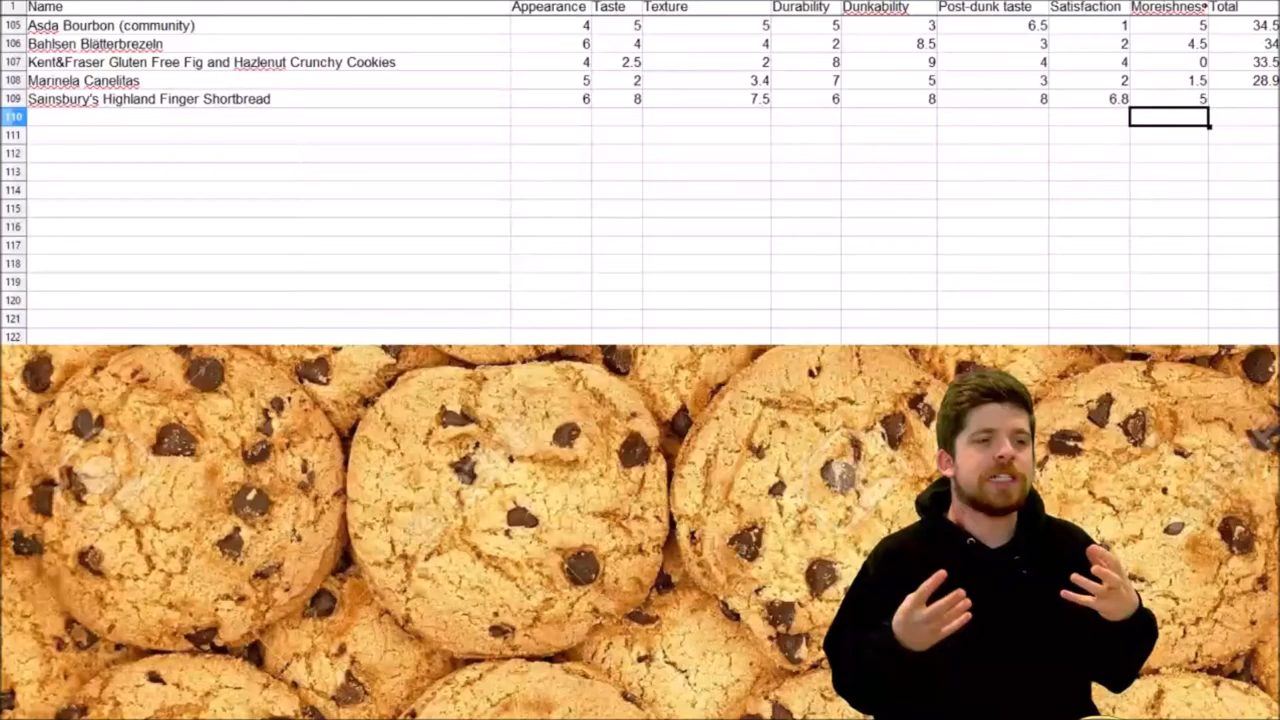 1 Name Appearance Taste Texture Durability Dunkability Post-dunk taste Satisfaction Moreishness Total
105 Asda Bourbon (community) 4 5 5 5 3 6.5 1 5 34.5
106 Bahlsen Blätterbrezeln 6 4 4 2 8.5 3 2 4.5 34
107 Kent&Fraser Gluten Free Fig and Hazlenut Crunchy Cookies 4 2.5 2 8 9 4 4 0 33.5
108 Marinela Canelitas 5 2 3.4 7 5 3 2 1.5 28.9
109 Sainsbury's Highland Finger Shortbread 6 8 7.5 6 8 8 6.8 5
110
111
112
113
114
115
116
117
118
119
120
121
122